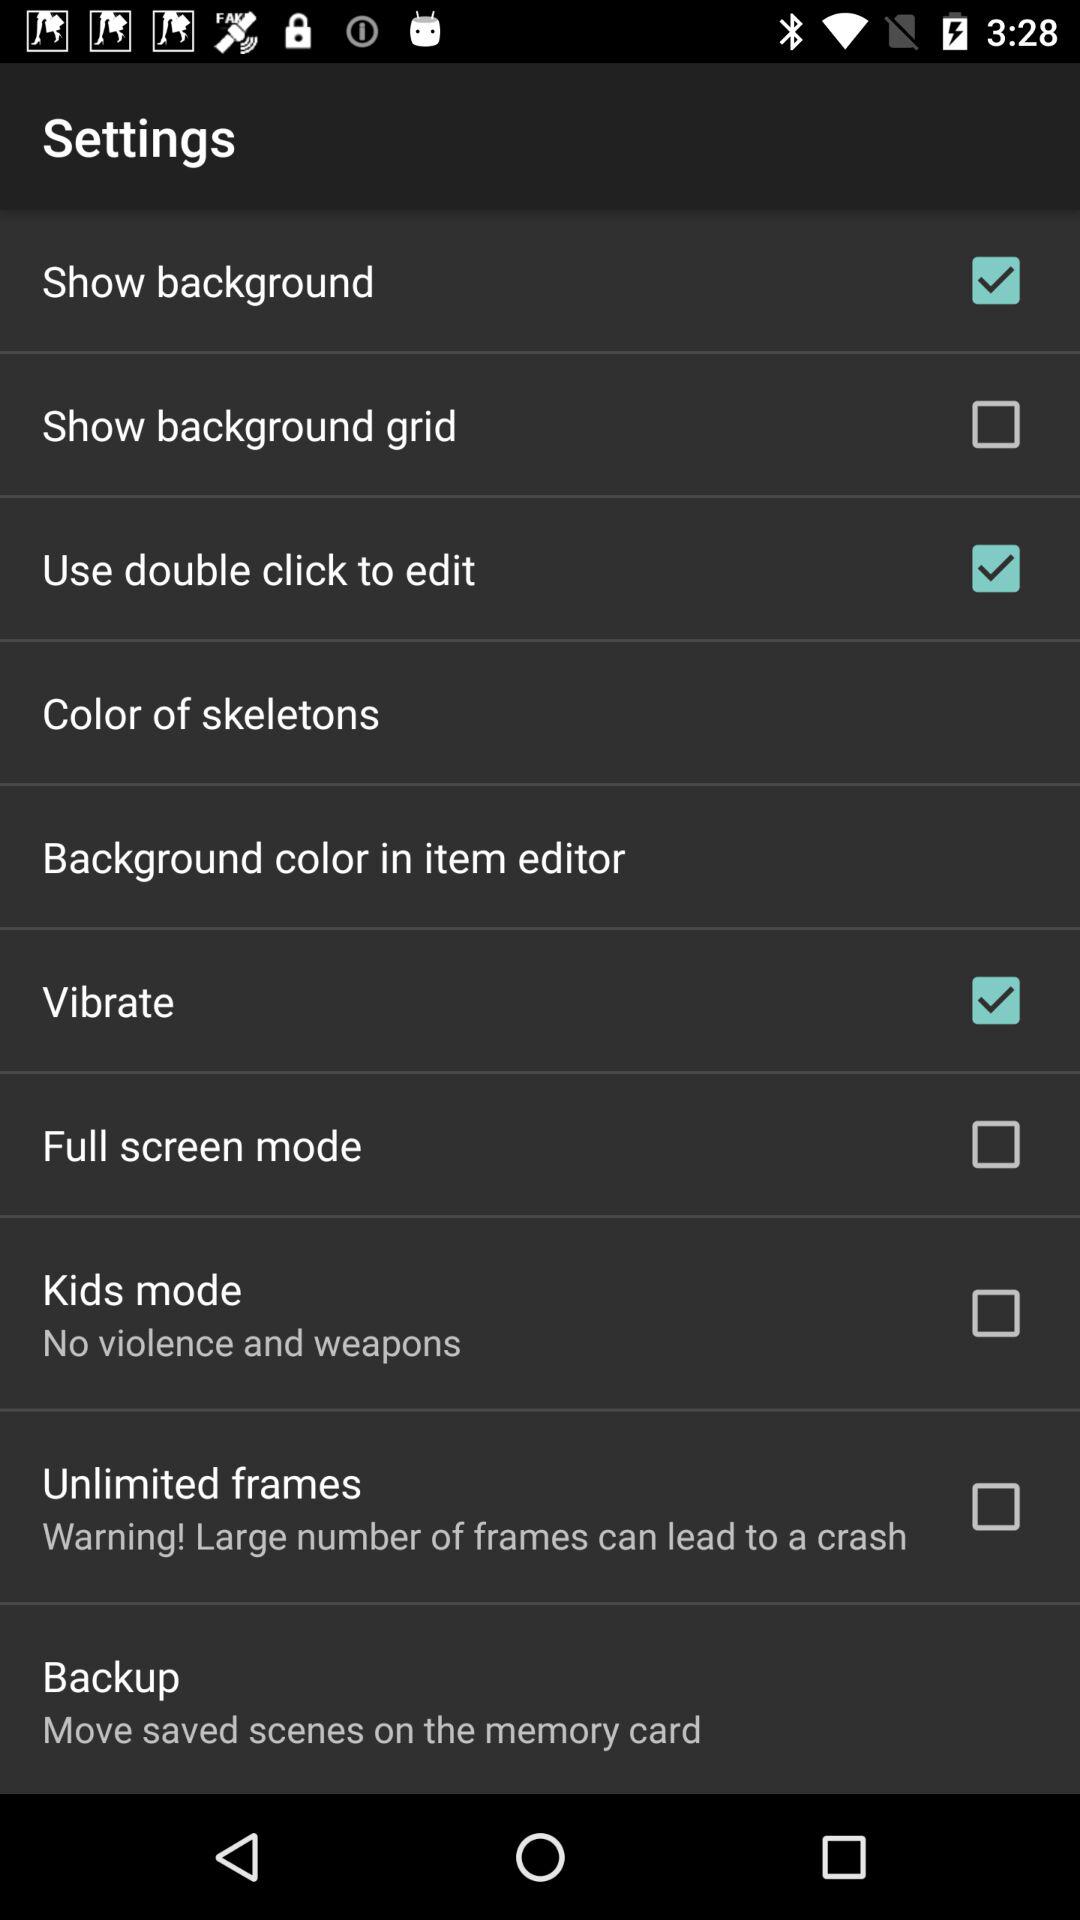 FAKE
3:28
Settings
Show background
Show background grid
Use double click to edit
Color of skeletons
Background color in item editor
Vibrate
Full screen mode
Kids mode
No violence and weapons
Unlimited frames
Warning! Large number of frames can lead to a crash
Backup
Move saved scenes on the memory card